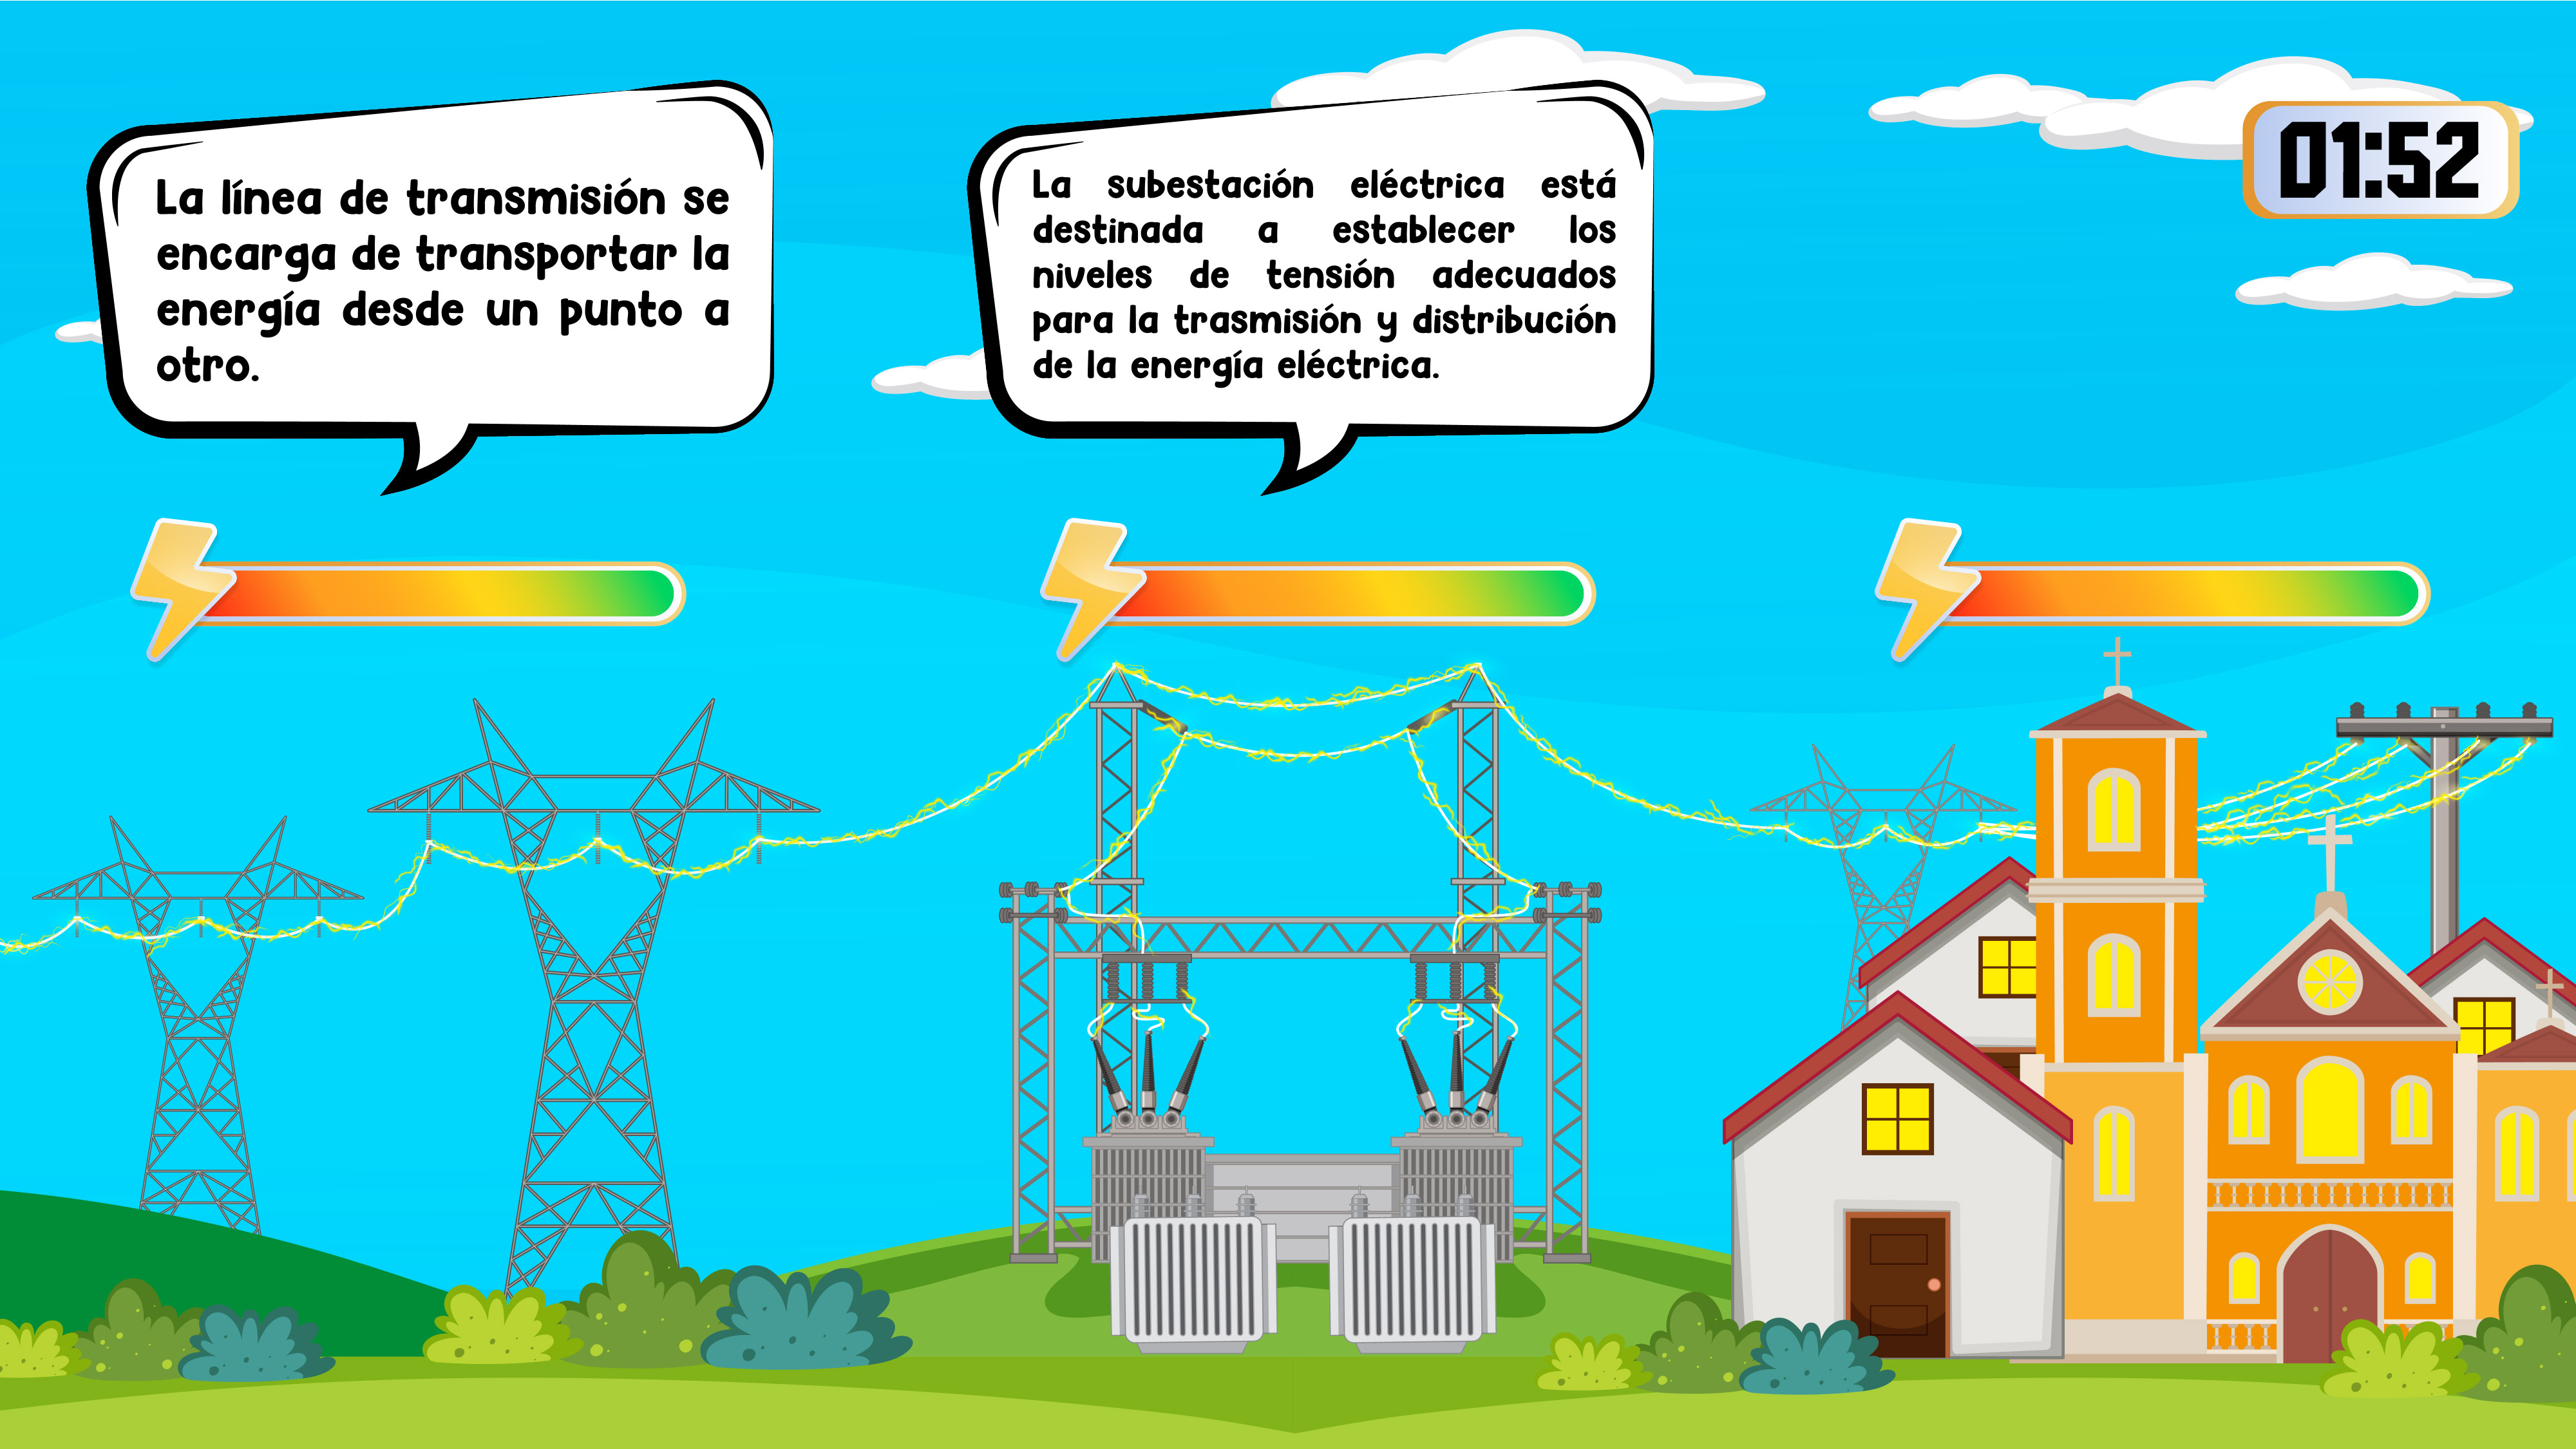 La línea de transmisión se
encarga de transportar la
energía desde un punto a
otro.
La subestación eléctrica está
destinada a establecer los
niveles de tensión adecuados
para la trasmisión y distribución
de la energía eléctrica.
01:52